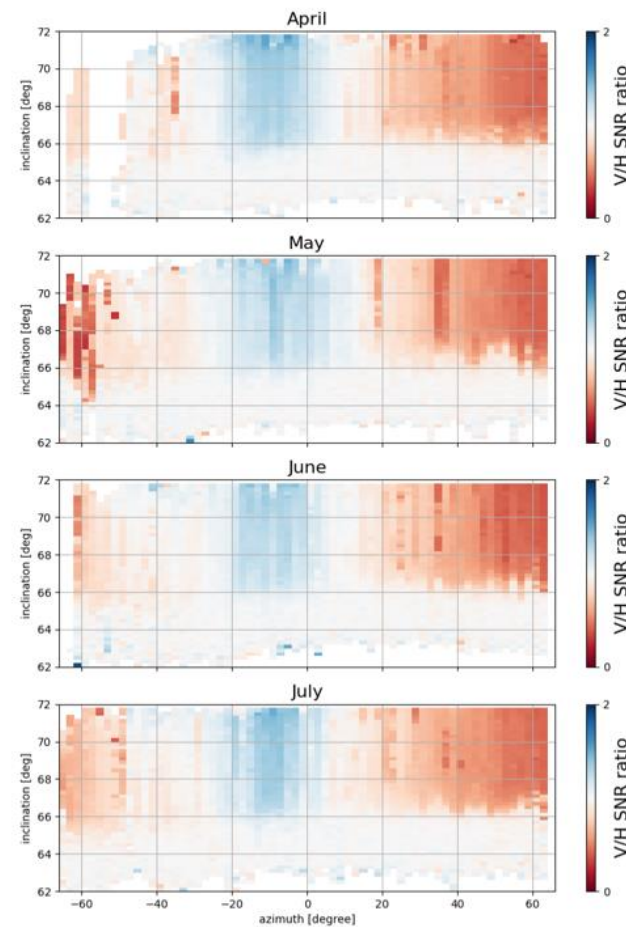 April
72
70
68
66
64
62
inclination [deg]
2
0
V/H SNR ratio
May
72
70
68
66
64
62
inclination [deg]
2
0
V/H SNR ratio
June
72
70
68
66
64
62
inclination [deg]
2
0
V/H SNR ratio
July
72
70
68
66
64
62
inclination [deg]
2
0
V/H SNR ratio
−60 −40 −20 0 20 40 60
azimuth [degree]